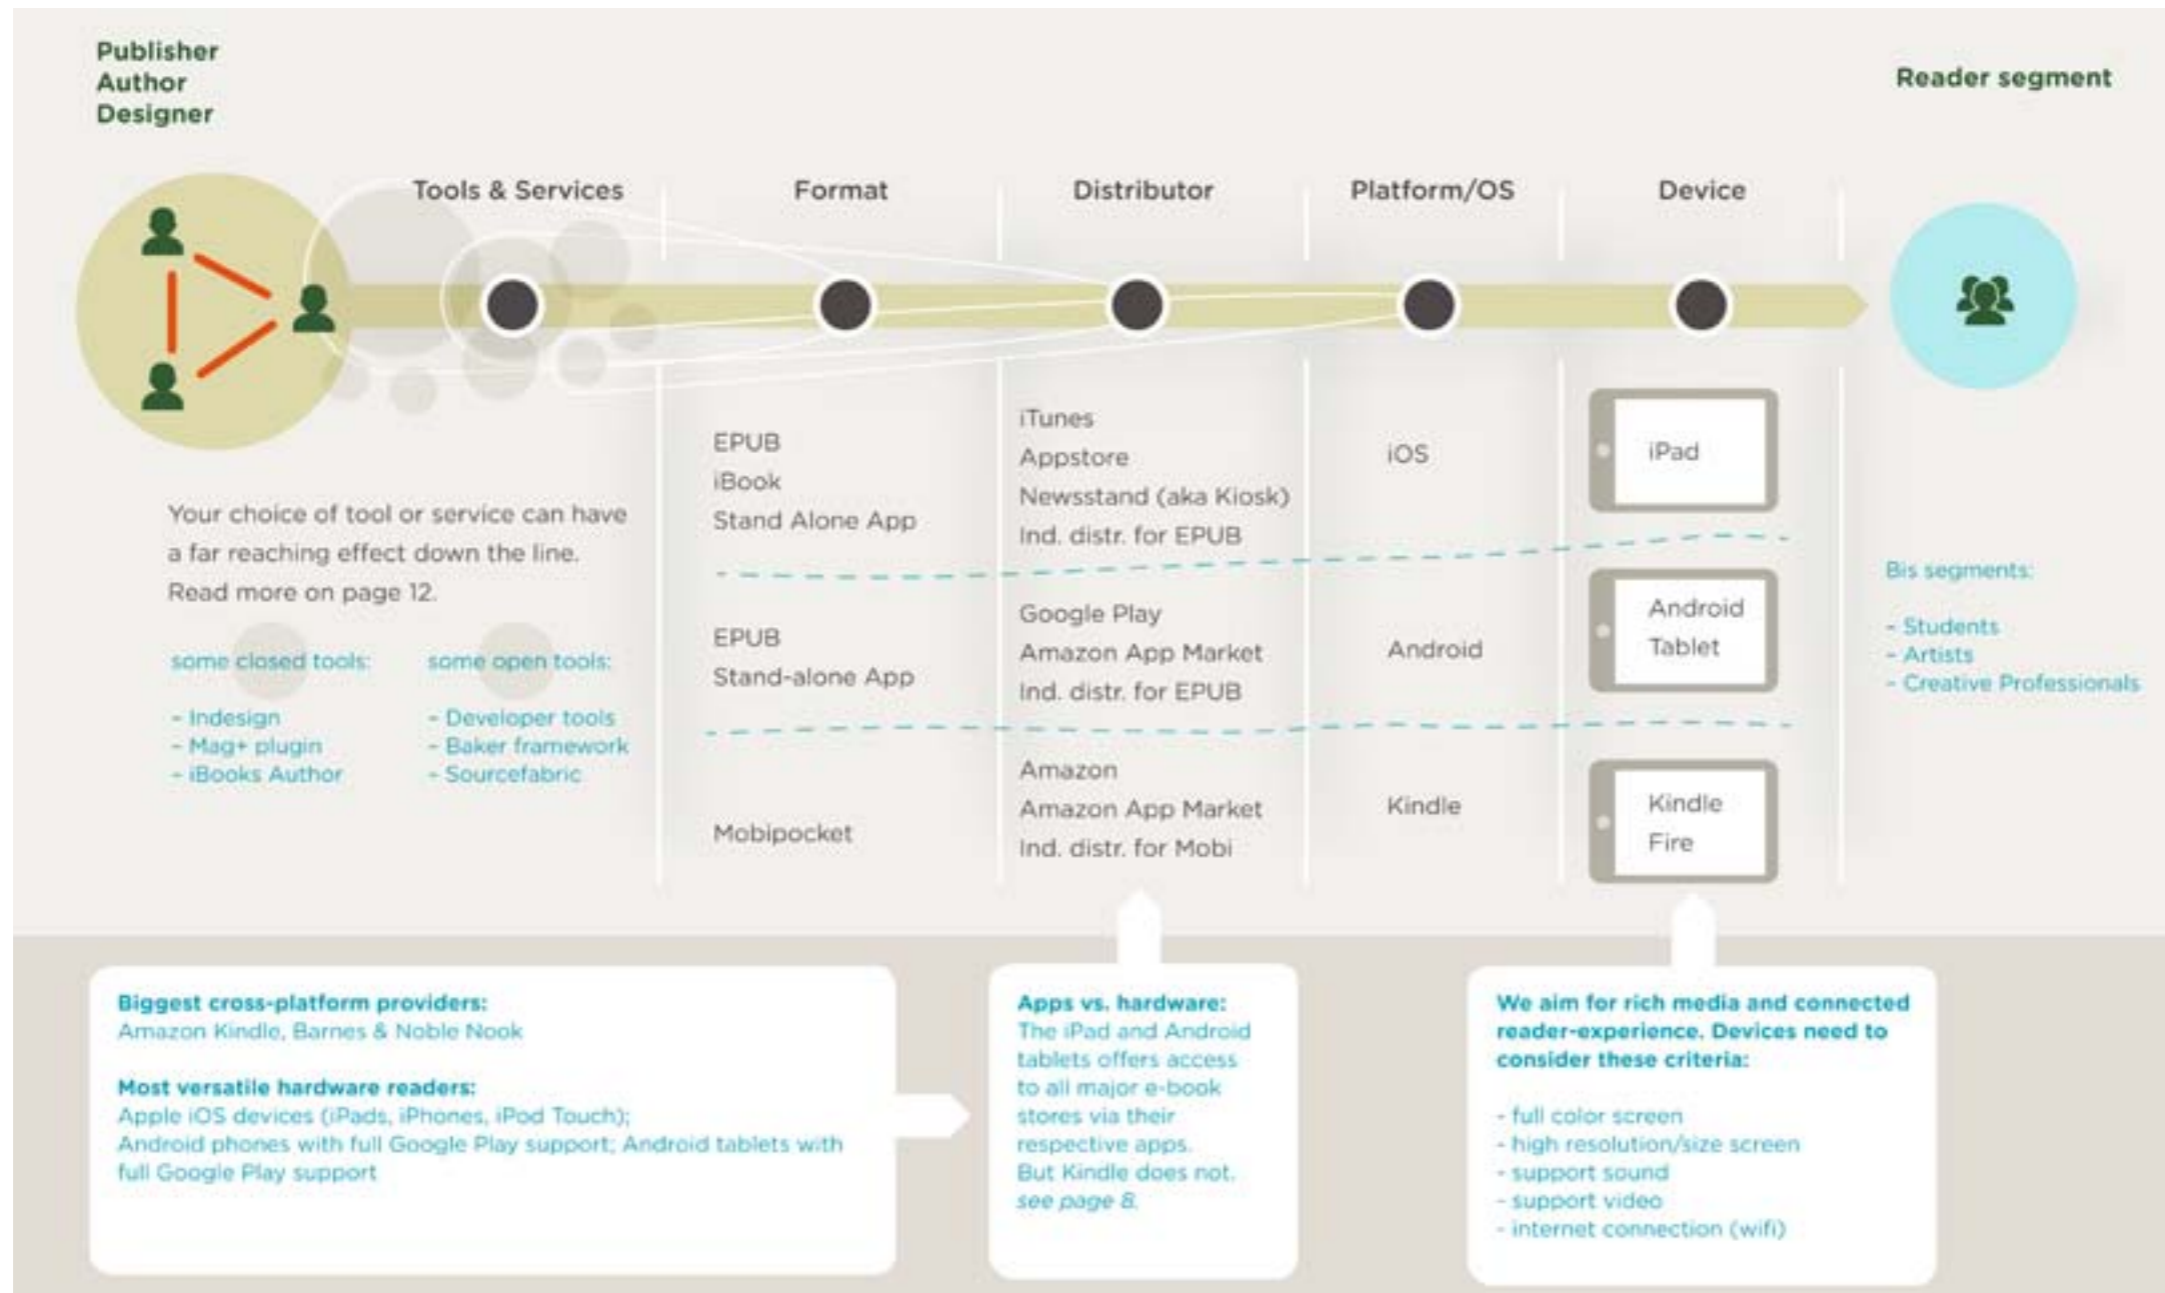 Publisher
Author
Designer
Reader segment
Tools & Services
Format
Distributor
Platform/OS
Device
Your choice of tool or service can have
a far reaching effect down the line.
Read more on page 12.
some closed tools:
- Indesign
- Mag+ plugin
- iBooks Author
some open tools:
- Developer tools
- Baker framework
- Sourcefabric
EPUB
iBook
Stand Alone App
iTunes
Appstore
Newsstand (aka Kiosk)
Ind. distr. for EPUB
iOS
iPad
EPUB
Stand-alone App
Google Play
Amazon App Market
Ind. distr. for EPUB
Android
Android
Tablet
Mobipocket
Amazon
Amazon App Market
Ind. distr. for Mobi
Kindle
Kindle
Fire
Bis segments:
- Students
- Artists
- Creative Professionals
Biggest cross-platform providers:
Amazon Kindle, Barnes & Noble Nook
Most versatile hardware readers:
Apple iOS devices (iPads, iPhones, iPod Touch);
Android phones with full Google Play support; Android tablets with
full Google Play support
Apps vs. hardware:
The iPad and Android
tablets offers access
to all major e-book
stores via their
respective apps.
But Kindle does not.
see page 8.
We aim for rich media and connected
reader-experience. Devices need to
consider these criteria:
- full color screen
- high resolution/size screen
- support sound
- support video
- internet connection (wifi)